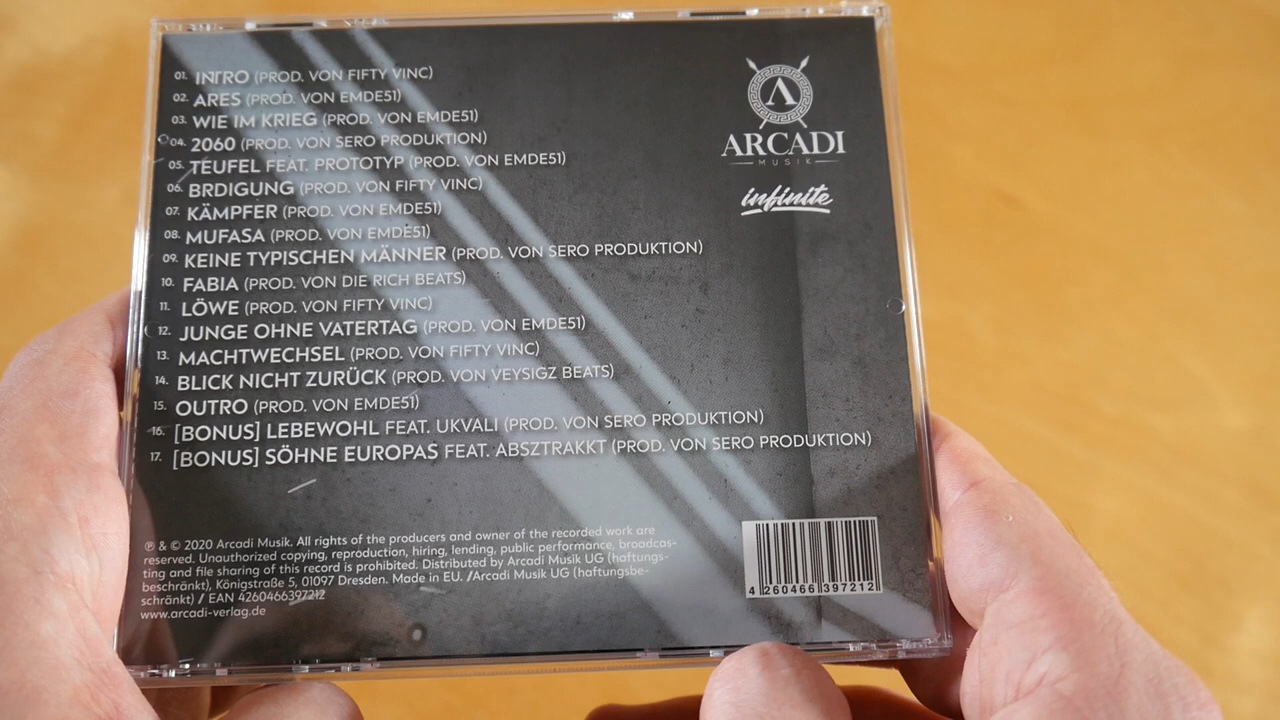 01. INTRO (PROD. VON FIFTY VINC)
02. ARES (PROD. VON EMDE51)
03. WIE IM KRIEG (PROD. VON EMDE51)
04. 2060 (PROD. VON SERO PRODUKTION)
05. TEUFEL FEAT. PROTOTYP (PROD. VON EMDE51)
06. BRDIGUNG (PROD. VON FIFTY VINC)
07. KÄMPFER (PROD. VON EMDE51)
08. MUFASA (PROD. VON EMDE51)
09. KEINE TYPISCHEN MÄNNER (PROD. VON SERO PRODUKTION)
10. FABIA (PROD. VON DIE RICH BEATS)
11. LÖWE (PROD. VON FIFTY VINC)
12. JUNGE OHNE VATERTAG (PROD. VON EMDE51)
13. MACHTWECHSEL (PROD. VON FIFTY VINC)
14. BLICK NICHT ZURÜCK (PROD. VON VEYSIGZ BEATS)
15. OUTRO (PROD. VON EMDE51)
16. [BONUS] LEBEWOHL FEAT. UKVALI (PROD. VON SERO PRODUKTION)
17. [BONUS] SÖHNE EUROPAS FEAT. ABSZTRAKKT (PROD. VON SERO PRODUKTION)
ARCADI
MUSIK
infinite
℗ & © 2020 Arcadi Musik. All rights of the producers and owner of the recorded work are
reserved. Unauthorized copying, reproduction, hiring, lending, public performance, broadcas-
ting and file sharing of this record is prohibited. Distributed by Arcadi Musik UG (haftungs-
beschränkt), Königstraße 5, 01097 Dresden. Made in EU. /Arcadi Musik UG (haftungsbe-
schränkt) / EAN 4260466397212
www.arcadi-verlag.de
4 260466 397212